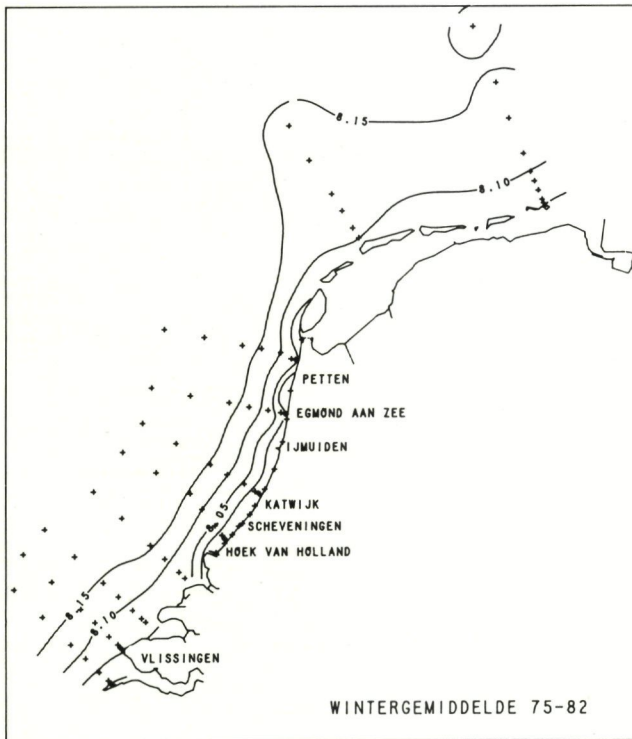 8.15
8.10
PETTEN
EGMOND AAN ZEE
IJMUIDEN
KATWIJK
8.05
SCHEVENINGEN
HOEK VAN HOLLAND
8.15
8.10
VLISSINGEN
WINTERGEMIDDELDE 75-82